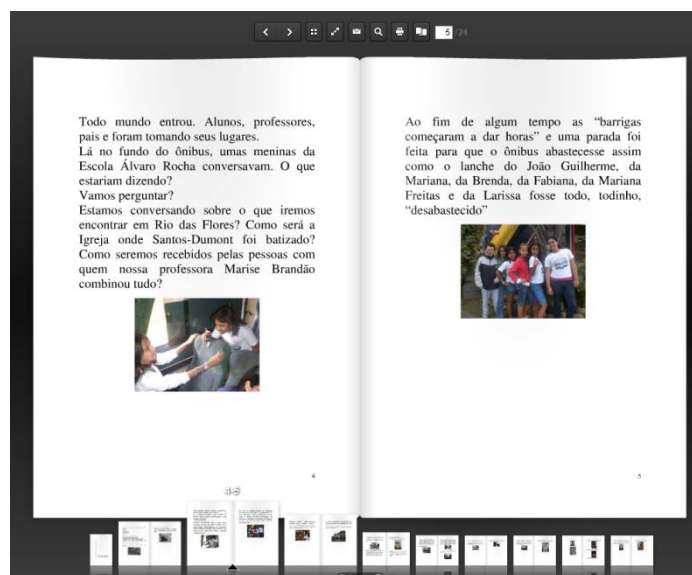 5 /24
Todo mundo entrou. Alunos, professores,
pais e foram tomando seus lugares.
Lá no fundo do ônibus, umas meninas da
Escola Álvaro Rocha conversavam. O que
estariam dizendo?
Vamos perguntar?
Estamos conversando sobre o que iremos
encontrar em Rio das Flores? Como será a
Igreja onde Santos-Dumont foi batizado?
Como seremos recebidos pelas pessoas com
quem nossa professora Marise Brandão
combinou tudo?
4
Ao fim de algum tempo as “barrigas
começaram a dar horas” e uma parada foi
feita para que o ônibus abastecesse assim
como o lanche do João Guilherme, da
Mariana, da Brenda, da Fabiana, da Mariana
Freitas e da Larissa fosse todo, todinho,
“desabastecido”
5
4-5